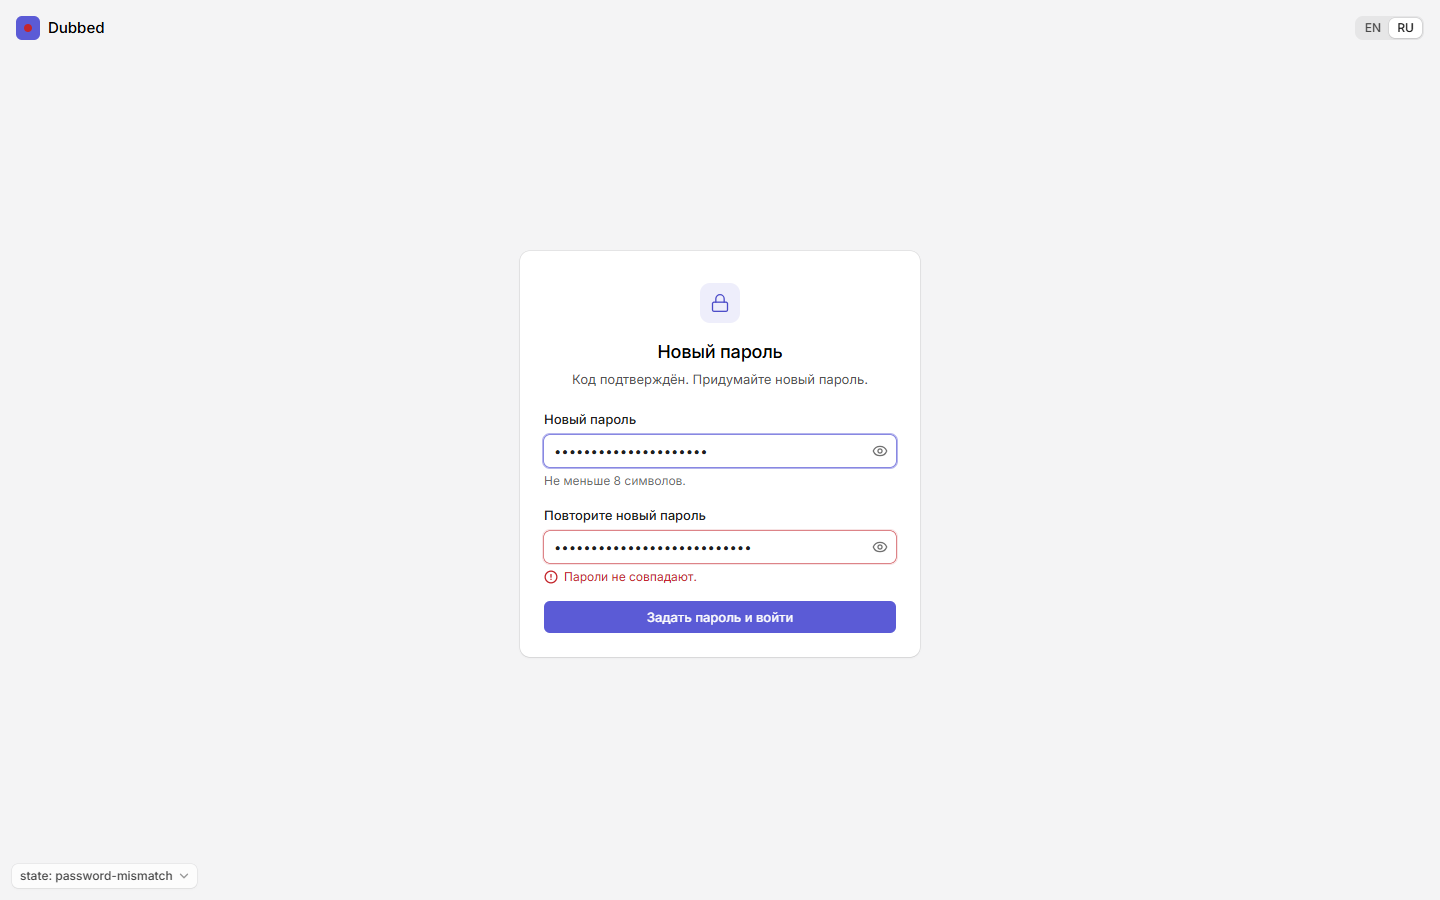 Dubbed
EN RU
Новый пароль
Код подтверждён. Придумайте новый пароль.
Новый пароль
•••••••••••••••••••••
Не меньше 8 символов.
Повторите новый пароль
•••••••••••••••••••••••••••
Пароли не совпадают.
Задать пароль и войти
state: password-mismatch